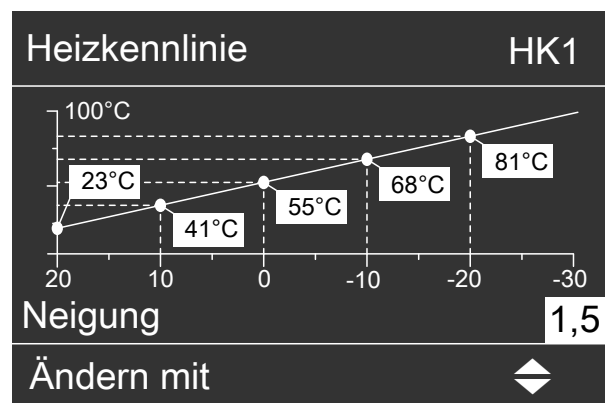 Heizkennlinie HK1
100°C
81°C
23°C
68°C
55°C
41°C
20 10 0 -10 -20 -30
Neigung 1,5
Ändern mit